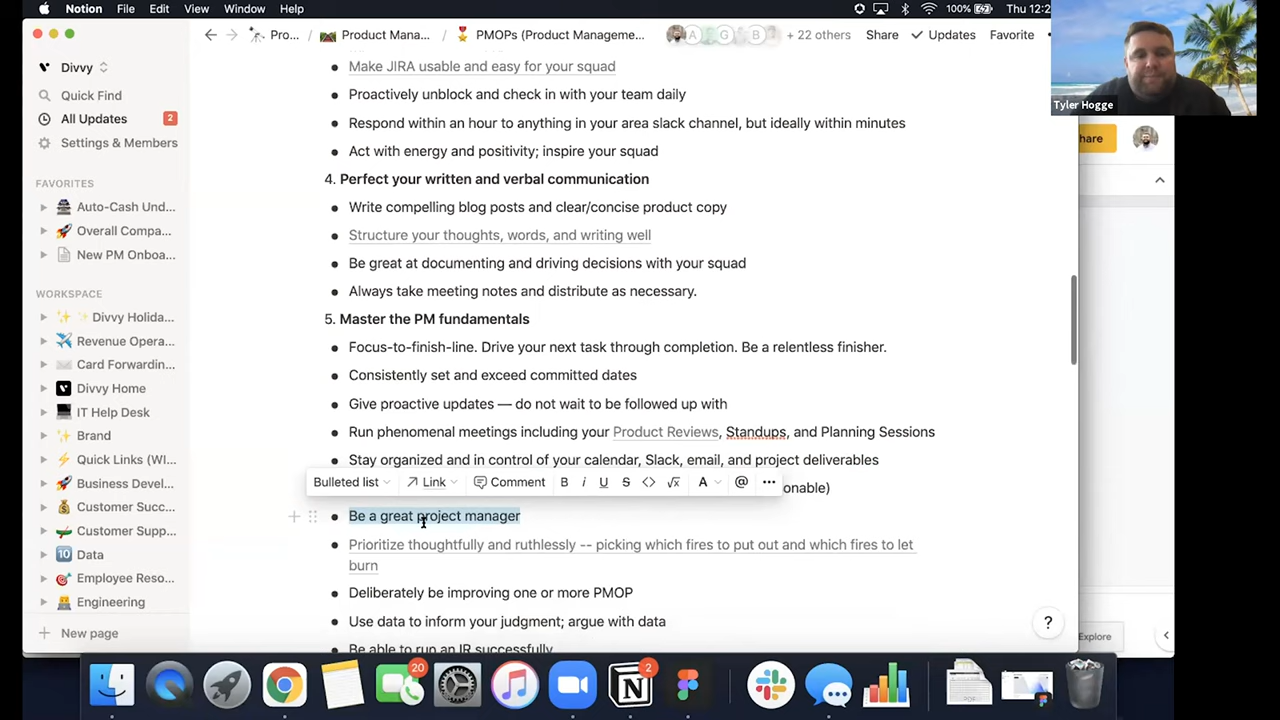 Notion File Edit View Window Help 100% Thu 12:2
Divvy
Quick Find
All Updates 2
Settings & Members
FAVORITES
Auto-Cash Und...
Overall Compa...
New PM Onboa...
WORKSPACE
✨ Divvy Holida...
Revenue Opera...
Card Forwardin...
Divvy Home
IT Help Desk
Brand
Quick Links (WI...
Business Devel...
Customer Succ...
Customer Supp...
10 Data
Employee Reso...
Engineering
New page
Pro... / Product Mana... / PMOPs (Product Manageme... A G B + 22 others Share Updates Favorite
Make JIRA usable and easy for your squad
Proactively unblock and check in with your team daily
Respond within an hour to anything in your area slack channel, but ideally within minutes
Act with energy and positivity; inspire your squad
4. Perfect your written and verbal communication
Write compelling blog posts and clear/concise product copy
Structure your thoughts, words, and writing well
Be great at documenting and driving decisions with your squad
Always take meeting notes and distribute as necessary.
5. Master the PM fundamentals
Focus-to-finish-line. Drive your next task through completion. Be a relentless finisher.
Consistently set and exceed committed dates
Give proactive updates — do not wait to be followed up with
Run phenomenal meetings including your Product Reviews, Standups, and Planning Sessions
Stay organized and in control of your calendar, Slack, email, and project deliverables
Bulleted list Link Comment B i U S <> √x A @ •••
onable)
Be a great project manager
Prioritize thoughtfully and ruthlessly -- picking which fires to put out and which fires to let
burn
Deliberately be improving one or more PMOP
Use data to inform your judgment; argue with data
Be able to run an IR successfully
?
Tyler Hogge
hare
Explore
20
2